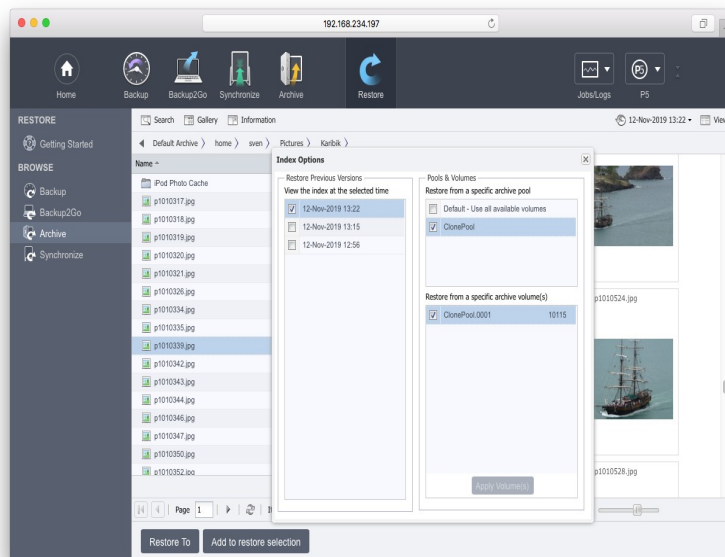 192.168.234.197
Home
Backup
Backup2Go
Synchronize
Archive
Restore
Jobs/Logs
P5
P5
RESTORE
Getting Started
BROWSE
Backup
Backup2Go
Archive
Synchronize
Search
Gallery
Information
12-Nov-2019 13:22
Default Archive
home
sven
Pictures
Karibik
Name
iPod Photo Cache
p1010317.jpg
p1010318.jpg
p1010319.jpg
p1010320.jpg
p1010321.jpg
p1010326.jpg
p1010334.jpg
p1010335.jpg
p1010339.jpg
p1010342.jpg
p1010343.jpg
p1010344.jpg
p1010346.jpg
p1010347.jpg
p1010350.jpg
p1010352.jpg
Index Options
Restore Previous Versions
View the index at the selected time
12-Nov-2019 13:22
12-Nov-2019 13:15
12-Nov-2019 12:56
Pools & Volumes
Restore from a specific archive pool
Default - Use all available volumes
ClonePool
Restore from a specific archive volume(s)
ClonePool.0001 10115
Apply Volume(s)
p1010524.jpg
p1010528.jpg
Page 1
Restore To
Add to restore selection